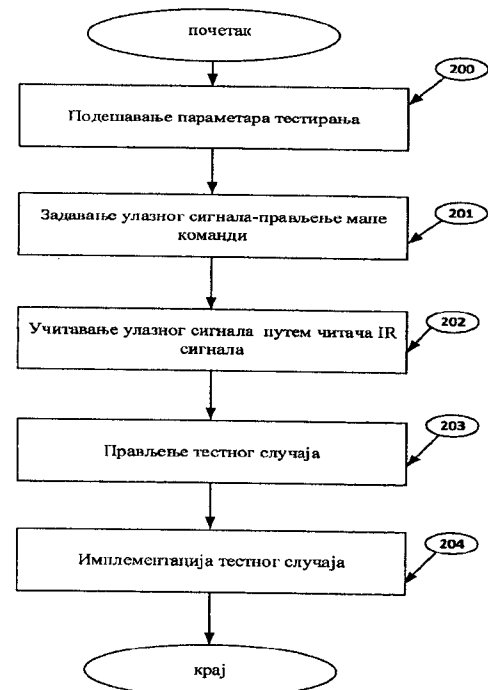 почетак
200
Подешавање параметара тестирања
201
Задавање улазног сигнала-прављење мапе
команди
202
Учитавање улазног сигнала путем читача IR
сигнала
203
Прављење тестног случаја
204
Имплементација тестног случаја
крај